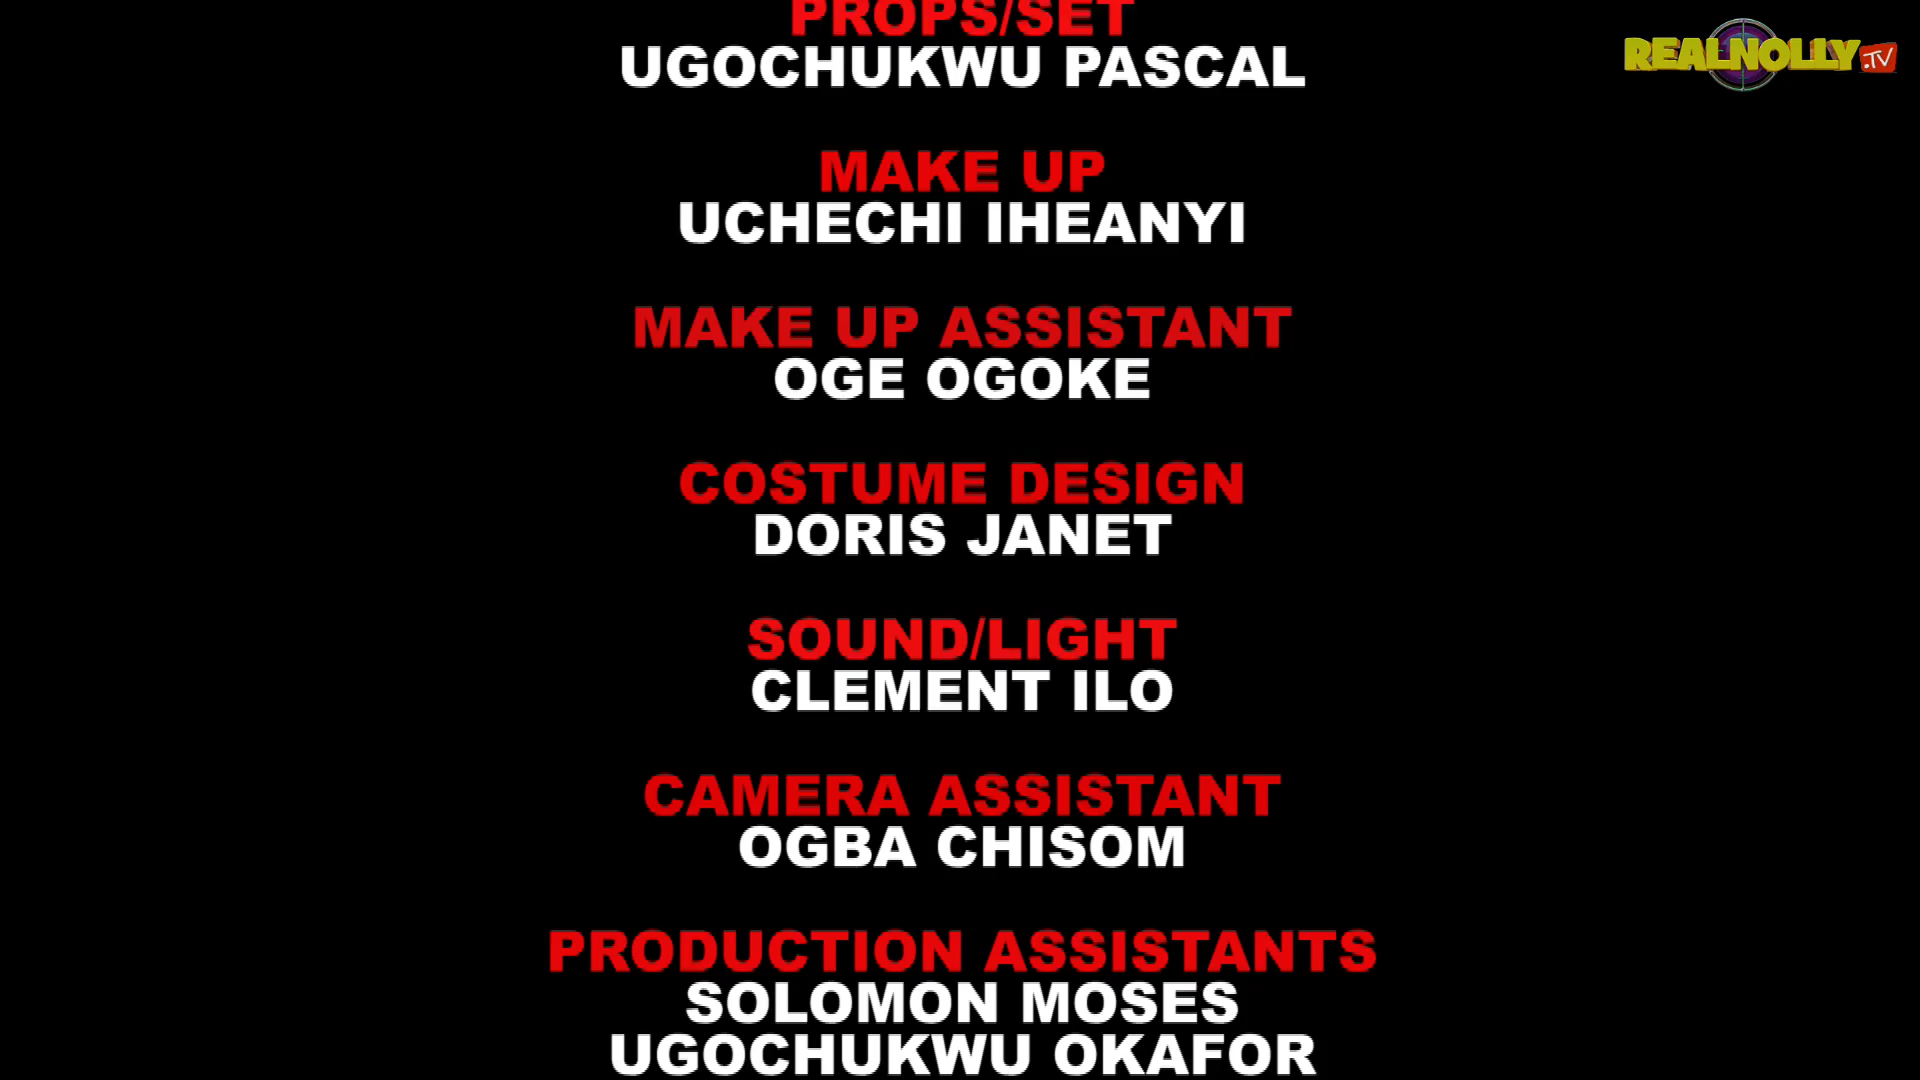 PROPS/SET
UGOCHUKWU PASCAL
REALNOLLY.TV
MAKE UP
UCHECHI IHEANYI
MAKE UP ASSISTANT
OGE OGOKE
COSTUME DESIGN
DORIS JANET
SOUND/LIGHT
CLEMENT ILO
CAMERA ASSISTANT
OGBA CHISOM
PRODUCTION ASSISTANTS
SOLOMON MOSES
UGOCHUKWU OKAFOR